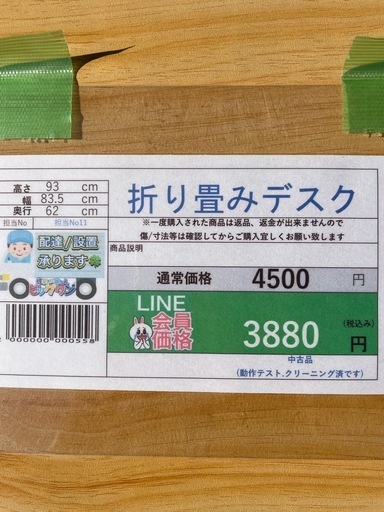 高さ 93 cm
幅 83.5 cm
奥行 62 cm
担当No 担当No11
配達/設置
承ります
折り畳みデスク
※一度購入された商品は返品、返金が出来ませんので
傷/寸法等は確認してからご購入宜しくお願い致します
商品説明
通常価格 4500 円
LINE
会員
価格
3880 (税込み)
円
中古品
(動作テスト.クリーニング済です)
000000 000558